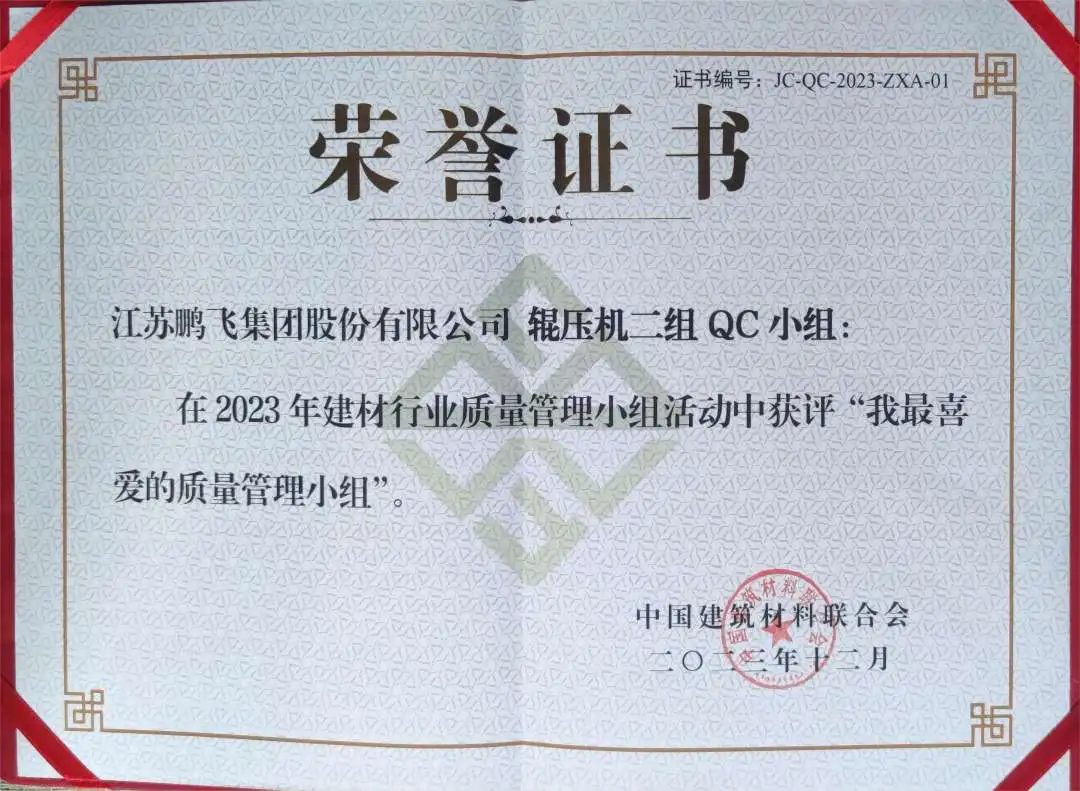 证书编号：JC-QC-2023-ZXA-01
荣誉证书
江苏鹏飞集团股份有限公司 辊压机二组 QC 小组：
在 2023 年建材行业质量管理小组活动中获评“我最喜
爱的质量管理小组”。
中国建筑材料联合会
二〇二三年十二月